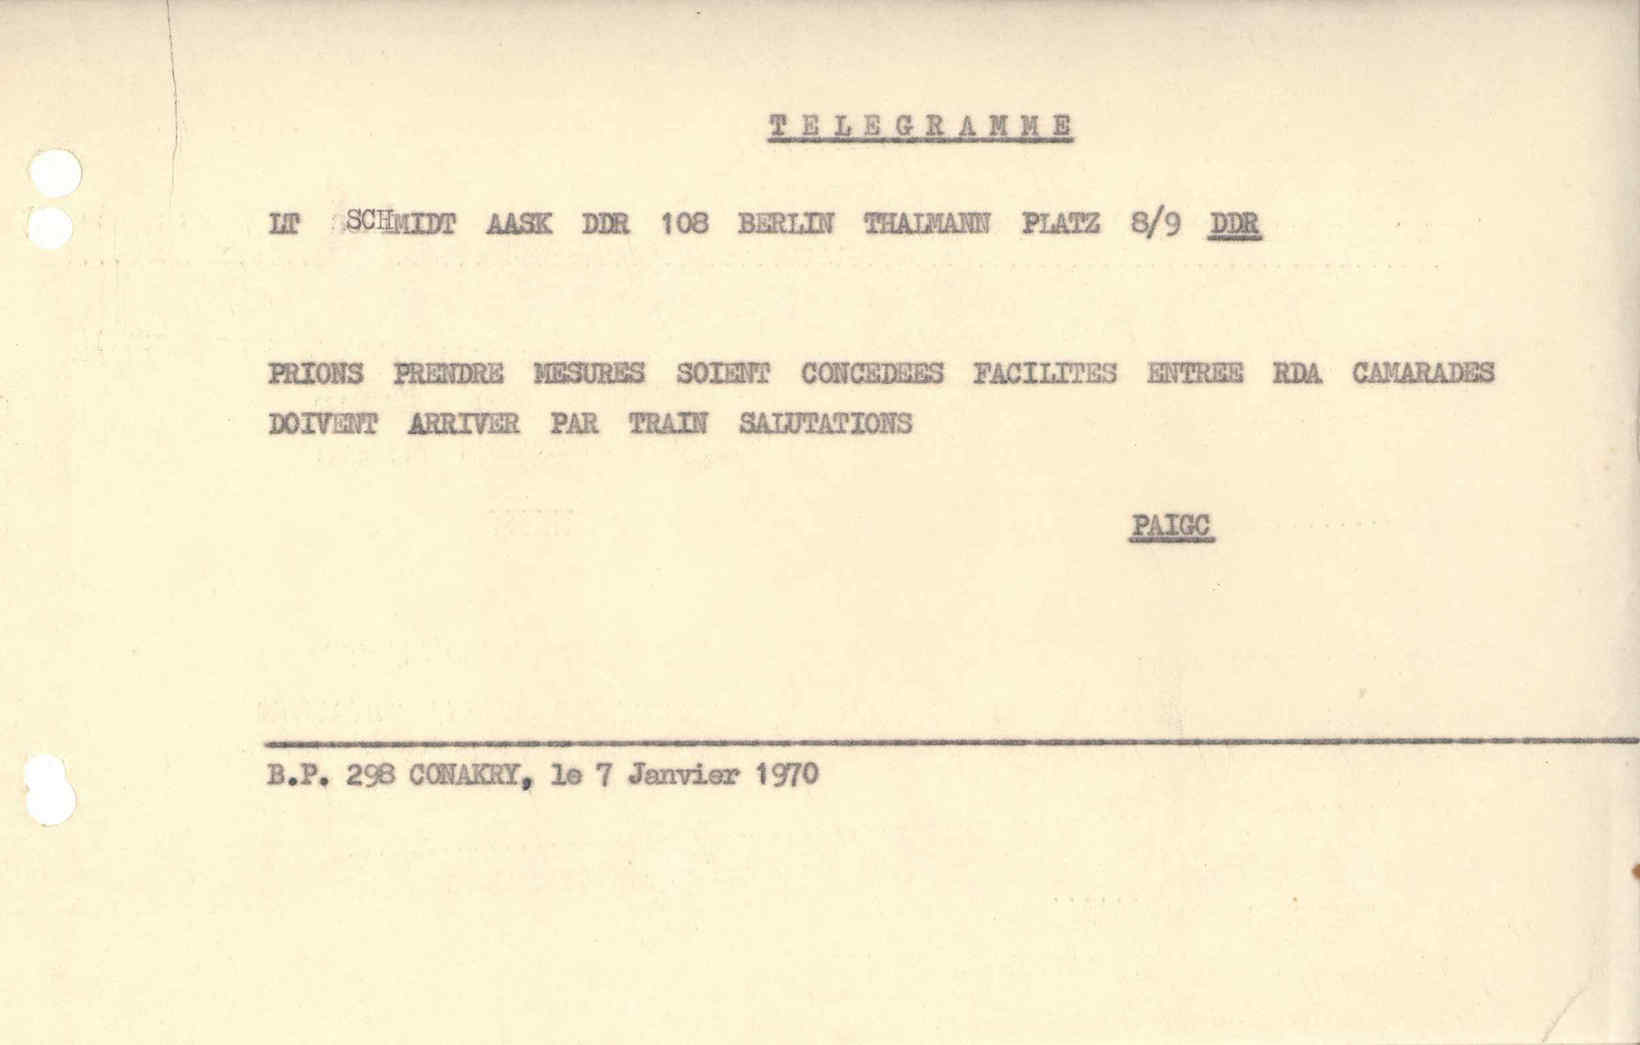 TELEGRAMME
LT SCHMIDT AASK DDR 108 BERLIN THALMANN PLATZ 8/9 DDR
PRIONS PRENDRE MESURES SOIENT CONCEDEES FACILITES ENTREE RDA CAMARADES
DOIVENT ARRIVER PAR TRAIN SALUTATIONS
PAIGC
B.P. 298 CONAKRY, le 7 Janvier 1970